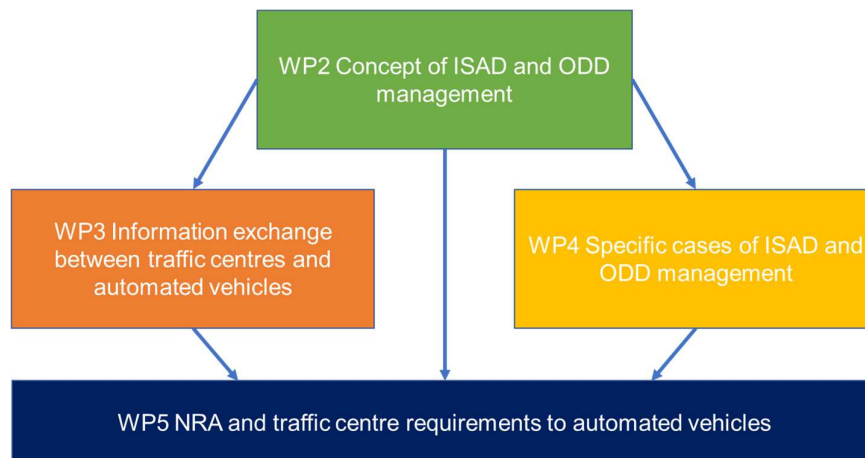 WP2 Concept of ISAD and ODD
management
WP3 Information exchange
between traffic centres and
automated vehicles
WP4 Specific cases of ISAD and
ODD management
WP5 NRA and traffic centre requirements to automated vehicles